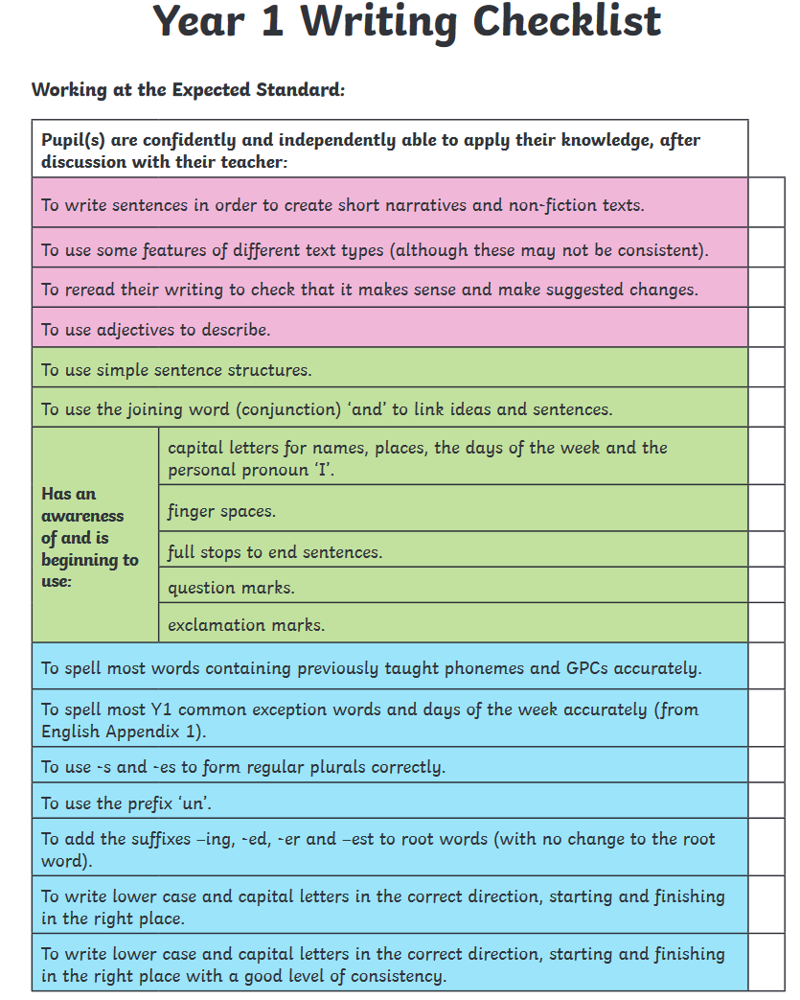 Year 1 Writing Checklist
Working at the Expected Standard:
Pupil(s) are confidently and independently able to apply their knowledge, after
discussion with their teacher:
To write sentences in order to create short narratives and non-fiction texts.
To use some features of different text types (although these may not be consistent).
To reread their writing to check that it makes sense and make suggested changes.
To use adjectives to describe.
To use simple sentence structures.
To use the joining word (conjunction) ‘and’ to link ideas and sentences.
Has an
awareness
of and is
beginning to
use:
capital letters for names, places, the days of the week and the
personal pronoun ‘I’.
finger spaces.
full stops to end sentences.
question marks.
exclamation marks.
To spell most words containing previously taught phonemes and GPCs accurately.
To spell most Y1 common exception words and days of the week accurately (from
English Appendix 1).
To use -s and -es to form regular plurals correctly.
To use the prefix ‘un’.
To add the suffixes –ing, -ed, -er and –est to root words (with no change to the root
word).
To write lower case and capital letters in the correct direction, starting and finishing
in the right place.
To write lower case and capital letters in the correct direction, starting and finishing
in the right place with a good level of consistency.